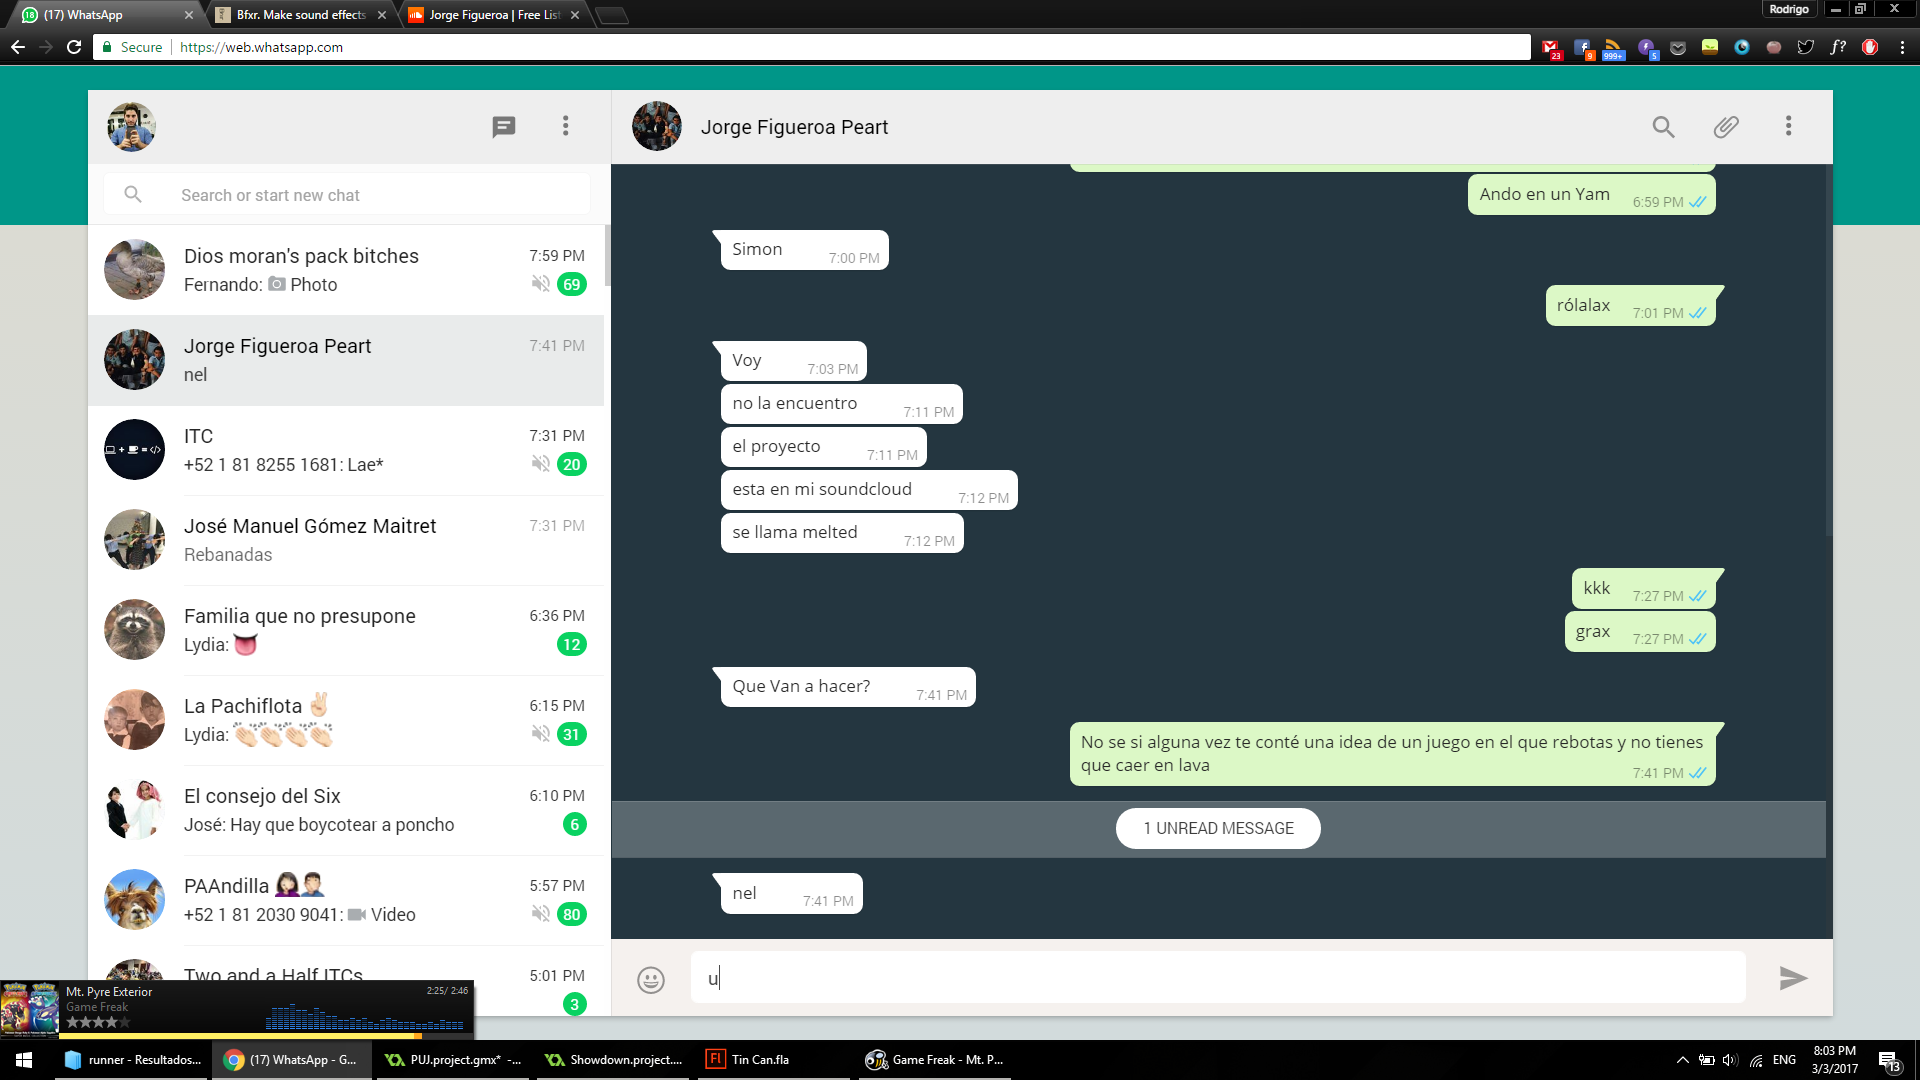 (17) WhatsApp
Bfxr. Make sound effects
Jorge Figueroa | Free List
Rodrigo
Secure
https://web.whatsapp.com
23
9
999+
5
f?
Jorge Figueroa Peart
Search or start new chat
Dios moran's pack bitches
7:59 PM
Fernando: Photo
69
Jorge Figueroa Peart
7:41 PM
nel
ITC
7:31 PM
+52 1 81 8255 1681: Lae*
20
José Manuel Gómez Maitret
7:31 PM
Rebanadas
Familia que no presupone
6:36 PM
Lydia: 👅
12
La Pachiflota ✌🏻
6:15 PM
Lydia: 👏🏻👏🏻👏🏻👏🏻
31
El consejo del Six
6:10 PM
José: Hay que boycotear a poncho
6
PAAndilla 🤷🏻‍♀️🤦🏻‍♂️
5:57 PM
+52 1 81 2030 9041: Video
80
Two and a Half ITCs
5:01 PM
3
Ando en un Yam 6:59 PM
Simon 7:00 PM
rólalax 7:01 PM
Voy 7:03 PM
no la encuentro 7:11 PM
el proyecto 7:11 PM
esta en mi soundcloud 7:12 PM
se llama melted 7:12 PM
kkk 7:27 PM
grax 7:27 PM
Que Van a hacer? 7:41 PM
No se si alguna vez te conté una idea de un juego en el que rebotas y no tienes
que caer en lava 7:41 PM
1 UNREAD MESSAGE
nel 7:41 PM
u
Mt. Pyre Exterior
2:25/ 2:46
Game Freak
runner - Resultados...
(17) WhatsApp - G...
PUJ.project.gmx* -...
Showdown.project....
Tin Can.fla
Game Freak - Mt. P...
ENG
8:03 PM
3/3/2017
13